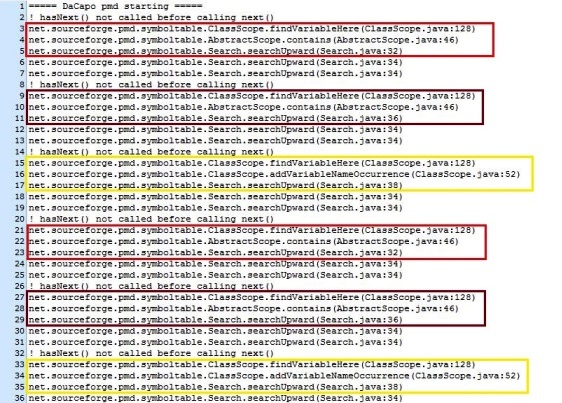 1 ===== DaCapo pmd starting =====
2 ! hasNext() not called before calling next()
3 net.sourceforge.pmd.symboltable.ClassScope.findVariableHere(ClassScope.java:128)
4 net.sourceforge.pmd.symboltable.AbstractScope.contains(AbstractScope.java:46)
5 net.sourceforge.pmd.symboltable.Search.searchUpward(Search.java:32)
6 net.sourceforge.pmd.symboltable.Search.searchUpward(Search.java:34)
7 net.sourceforge.pmd.symboltable.Search.searchUpward(Search.java:34)
8 ! hasNext() not called before calling next()
9 net.sourceforge.pmd.symboltable.ClassScope.findVariableHere(ClassScope.java:128)
10 net.sourceforge.pmd.symboltable.AbstractScope.contains(AbstractScope.java:46)
11 net.sourceforge.pmd.symboltable.Search.searchUpward(Search.java:36)
12 net.sourceforge.pmd.symboltable.Search.searchUpward(Search.java:34)
13 net.sourceforge.pmd.symboltable.Search.searchUpward(Search.java:34)
14 ! hasNext() not called before calling next()
15 net.sourceforge.pmd.symboltable.ClassScope.findVariableHere(ClassScope.java:128)
16 net.sourceforge.pmd.symboltable.ClassScope.addVariableNameOccurrence(ClassScope.java:52)
17 net.sourceforge.pmd.symboltable.Search.searchUpward(Search.java:38)
18 net.sourceforge.pmd.symboltable.Search.searchUpward(Search.java:34)
19 net.sourceforge.pmd.symboltable.Search.searchUpward(Search.java:34)
20 ! hasNext() not called before calling next()
21 net.sourceforge.pmd.symboltable.ClassScope.findVariableHere(ClassScope.java:128)
22 net.sourceforge.pmd.symboltable.AbstractScope.contains(AbstractScope.java:46)
23 net.sourceforge.pmd.symboltable.Search.searchUpward(Search.java:32)
24 net.sourceforge.pmd.symboltable.Search.searchUpward(Search.java:34)
25 net.sourceforge.pmd.symboltable.Search.searchUpward(Search.java:34)
26 ! hasNext() not called before calling next()
27 net.sourceforge.pmd.symboltable.ClassScope.findVariableHere(ClassScope.java:128)
28 net.sourceforge.pmd.symboltable.AbstractScope.contains(AbstractScope.java:46)
29 net.sourceforge.pmd.symboltable.Search.searchUpward(Search.java:36)
30 net.sourceforge.pmd.symboltable.Search.searchUpward(Search.java:34)
31 net.sourceforge.pmd.symboltable.Search.searchUpward(Search.java:34)
32 ! hasNext() not called before calling next()
33 net.sourceforge.pmd.symboltable.ClassScope.findVariableHere(ClassScope.java:128)
34 net.sourceforge.pmd.symboltable.ClassScope.addVariableNameOccurrence(ClassScope.java:52)
35 net.sourceforge.pmd.symboltable.Search.searchUpward(Search.java:38)
36 net.sourceforge.pmd.symboltable.Search.searchUpward(Search.java:34)